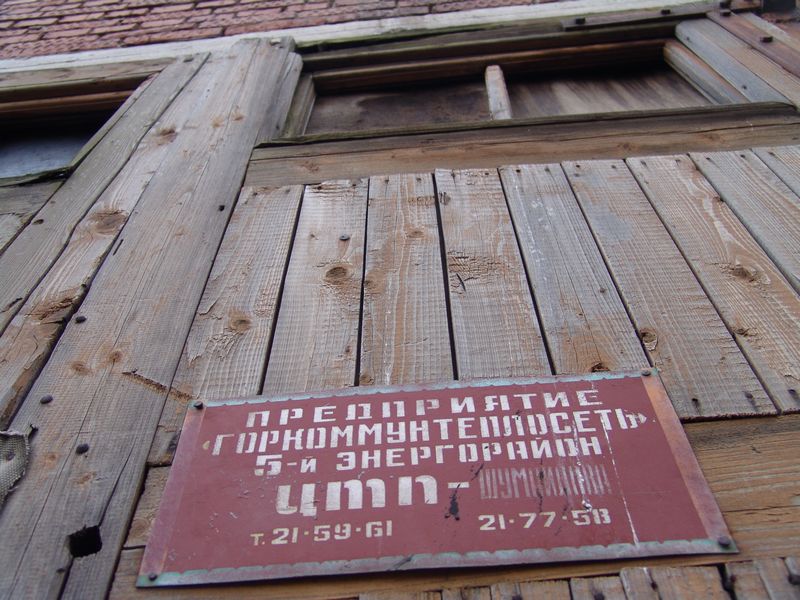 ПРЕДПРИЯТИЕ
"ГОРКОММУНТЕПЛОСЕТЬ"
5-й ЭНЕРГОРАЙОН
цтп-
т. 21·59·61 21·77·58